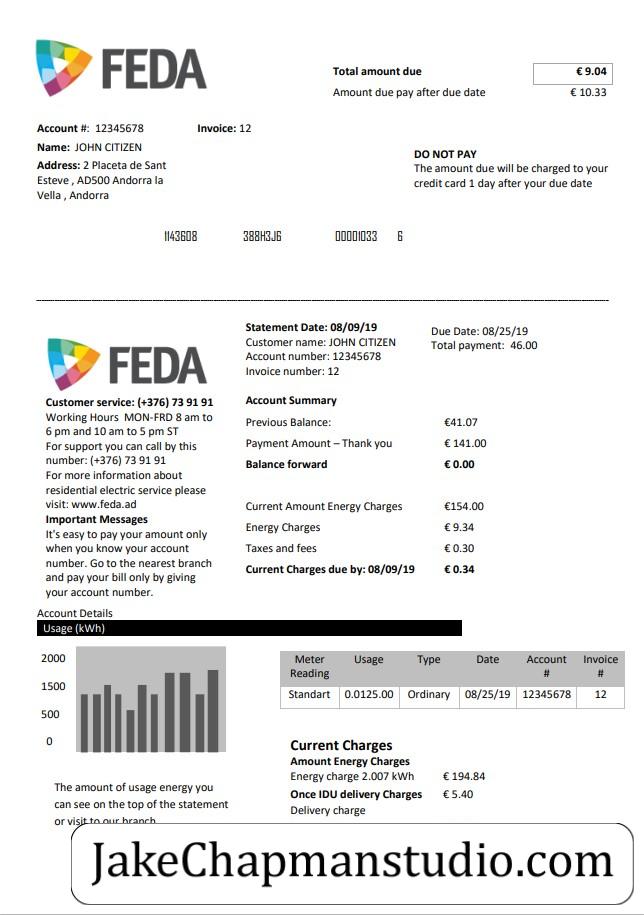 FEDA
Total amount due € 9.04
Amount due pay after due date € 10.33
Account #: 12345678 Invoice: 12
Name: JOHN CITIZEN
Address: 2 Placeta de Sant
Esteve , AD500 Andorra la
Vella , Andorra
DO NOT PAY
The amount due will be charged to your
credit card 1 day after your due date
1143608 388H3J6 00001033 6
FEDA
Customer service: (+376) 73 91 91
Working Hours MON-FRD 8 am to
6 pm and 10 am to 5 pm ST
For support you can call by this
number: (+376) 73 91 91
For more information about
residential electric service please
visit: www.feda.ad
Important Messages
It's easy to pay your amount only
when you know your account
number. Go to the nearest branch
and pay your bill only by giving
your account number.
Statement Date: 08/09/19
Customer name: JOHN CITIZEN
Account number: 12345678
Invoice number: 12
Due Date: 08/25/19
Total payment: 46.00
Account Summary
Previous Balance: €41.07
Payment Amount – Thank you € 141.00
Balance forward € 0.00
Current Amount Energy Charges €154.00
Energy Charges € 9.34
Taxes and fees € 0.30
Current Charges due by: 08/09/19 € 0.34
Account Details
Usage (kWh)
2000
1500
500
0
The amount of usage energy you
can see on the top of the statement
or visit to our branch
Meter Reading Usage Type Date Account # Invoice #
Standart 0.0125.00 Ordinary 08/25/19 12345678 12
Current Charges
Amount Energy Charges
Energy charge 2.007 kWh € 194.84
Once IDU delivery Charges € 5.40
Delivery charge
JakeChapmanstudio.com